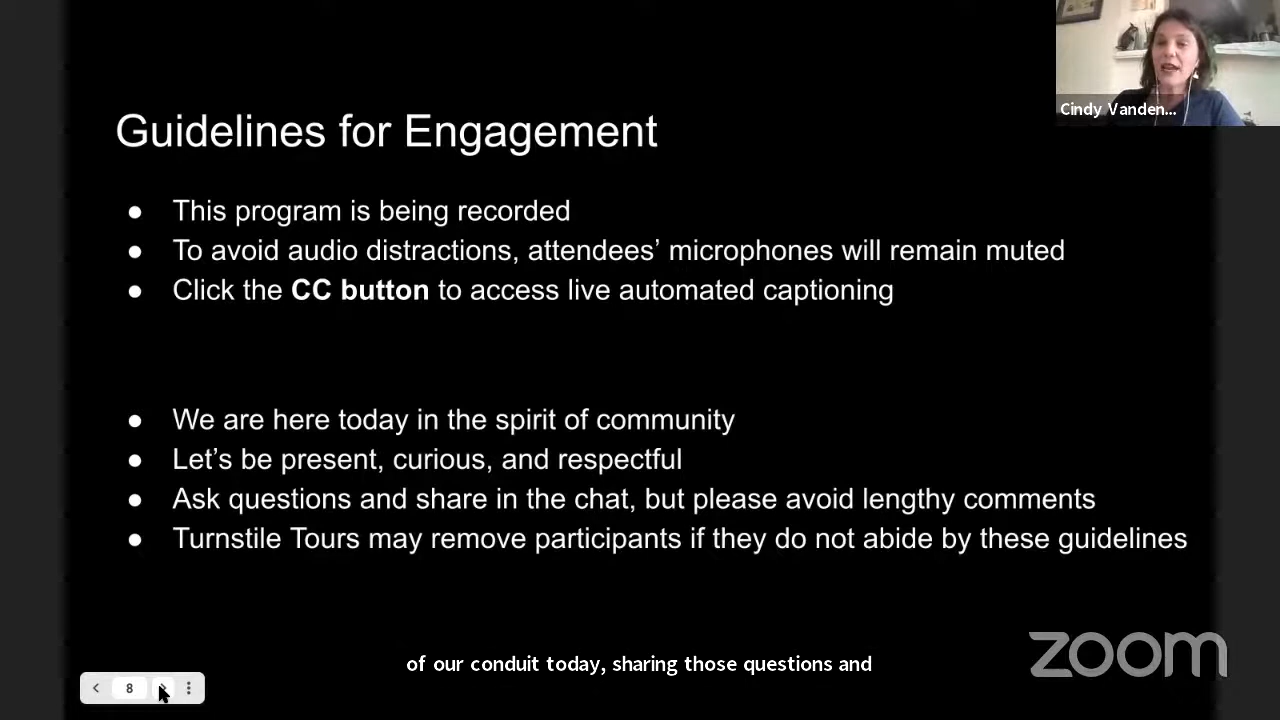 Cindy Vanden...
Guidelines for Engagement
● This program is being recorded
● To avoid audio distractions, attendees’ microphones will remain muted
● Click the CC button to access live automated captioning
● We are here today in the spirit of community
● Let’s be present, curious, and respectful
● Ask questions and share in the chat, but please avoid lengthy comments
● Turnstile Tours may remove participants if they do not abide by these guidelines
of our conduit today, sharing those questions and
zoom
8